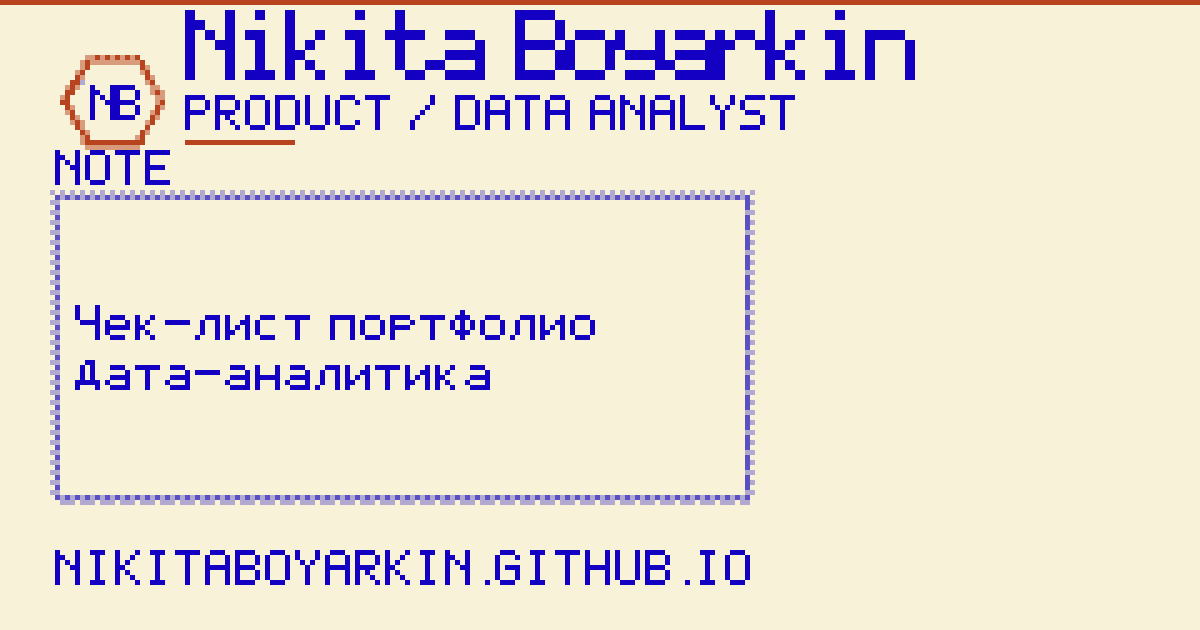 Nikita Boyarkin
NB
PRODUCT / DATA ANALYST
NOTE
Чек-лист портфолио
Дата-аналитика
NIKITABOYARKIN.GITHUB.IO